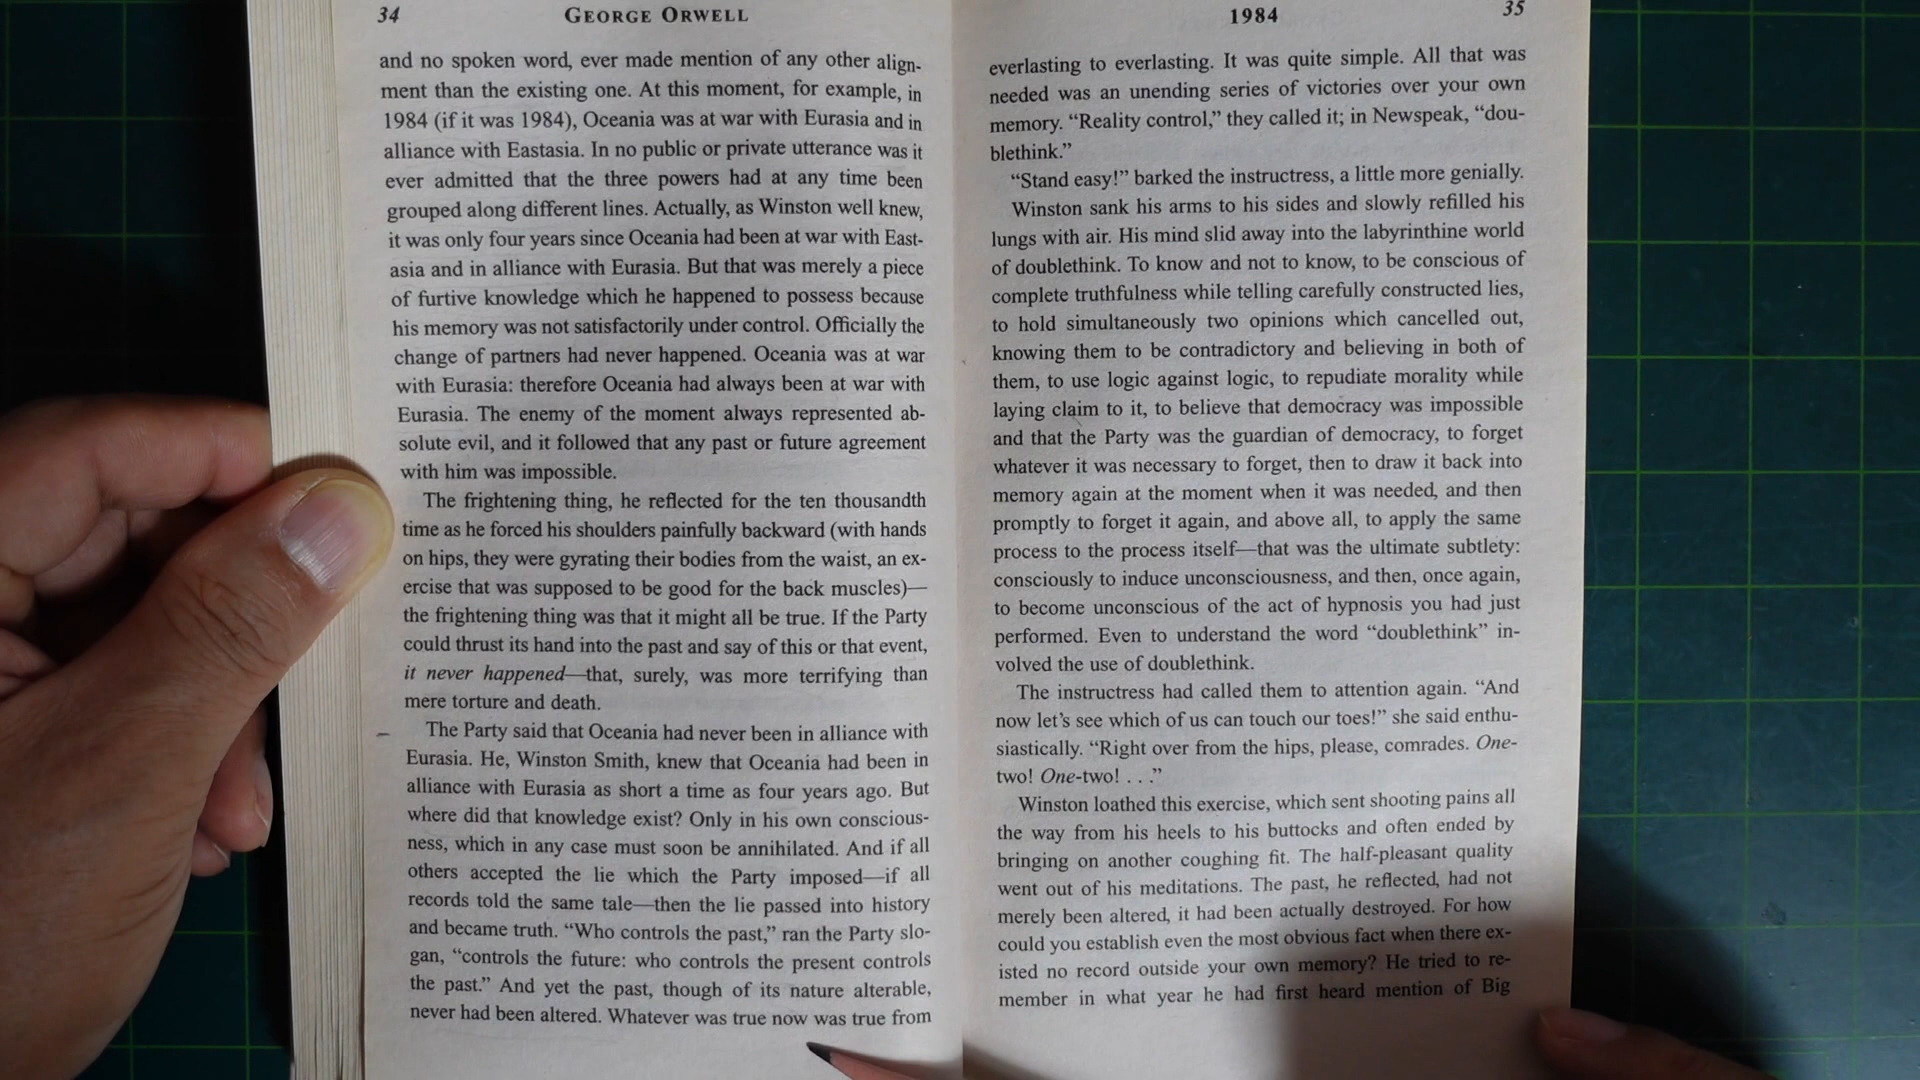 34
GEORGE ORWELL
and no spoken word, ever made mention of any other align-
ment than the existing one. At this moment, for example, in
1984 (if it was 1984), Oceania was at war with Eurasia and in
alliance with Eastasia. In no public or private utterance was it
ever admitted that the three powers had at any time been
grouped along different lines. Actually, as Winston well knew,
it was only four years since Oceania had been at war with East-
asia and in alliance with Eurasia. But that was merely a piece
of furtive knowledge which he happened to possess because
his memory was not satisfactorily under control. Officially the
change of partners had never happened. Oceania was at war
with Eurasia: therefore Oceania had always been at war with
Eurasia. The enemy of the moment always represented ab-
solute evil, and it followed that any past or future agreement
with him was impossible.
The frightening thing, he reflected for the ten thousandth
time as he forced his shoulders painfully backward (with hands
on hips, they were gyrating their bodies from the waist, an ex-
ercise that was supposed to be good for the back muscles)—
the frightening thing was that it might all be true. If the Party
could thrust its hand into the past and say of this or that event,
it never happened—that, surely, was more terrifying than
mere torture and death.
The Party said that Oceania had never been in alliance with
Eurasia. He, Winston Smith, knew that Oceania had been in
alliance with Eurasia as short a time as four years ago. But
where did that knowledge exist? Only in his own conscious-
ness, which in any case must soon be annihilated. And if all
others accepted the lie which the Party imposed—if all
records told the same tale—then the lie passed into history
and became truth. “Who controls the past,” ran the Party slo-
gan, “controls the future: who controls the present controls
the past.” And yet the past, though of its nature alterable,
never had been altered. Whatever was true now was true from
1984
35
everlasting to everlasting. It was quite simple. All that was
needed was an unending series of victories over your own
memory. “Reality control,” they called it; in Newspeak, “dou-
blethink.”
“Stand easy!” barked the instructress, a little more genially.
Winston sank his arms to his sides and slowly refilled his
lungs with air. His mind slid away into the labyrinthine world
of doublethink. To know and not to know, to be conscious of
complete truthfulness while telling carefully constructed lies,
to hold simultaneously two opinions which cancelled out,
knowing them to be contradictory and believing in both of
them, to use logic against logic, to repudiate morality while
laying claim to it, to believe that democracy was impossible
and that the Party was the guardian of democracy, to forget
whatever it was necessary to forget, then to draw it back into
memory again at the moment when it was needed, and then
promptly to forget it again, and above all, to apply the same
process to the process itself—that was the ultimate subtlety:
consciously to induce unconsciousness, and then, once again,
to become unconscious of the act of hypnosis you had just
performed. Even to understand the word “doublethink” in-
volved the use of doublethink.
The instructress had called them to attention again. “And
now let’s see which of us can touch our toes!” she said enthu-
siastically. “Right over from the hips, please, comrades. One-
two! One-two! . . .”
Winston loathed this exercise, which sent shooting pains all
the way from his heels to his buttocks and often ended by
bringing on another coughing fit. The half-pleasant quality
went out of his meditations. The past, he reflected, had not
merely been altered, it had been actually destroyed. For how
could you establish even the most obvious fact when there ex-
isted no record outside your own memory? He tried to re-
member in what year he had first heard mention of Big